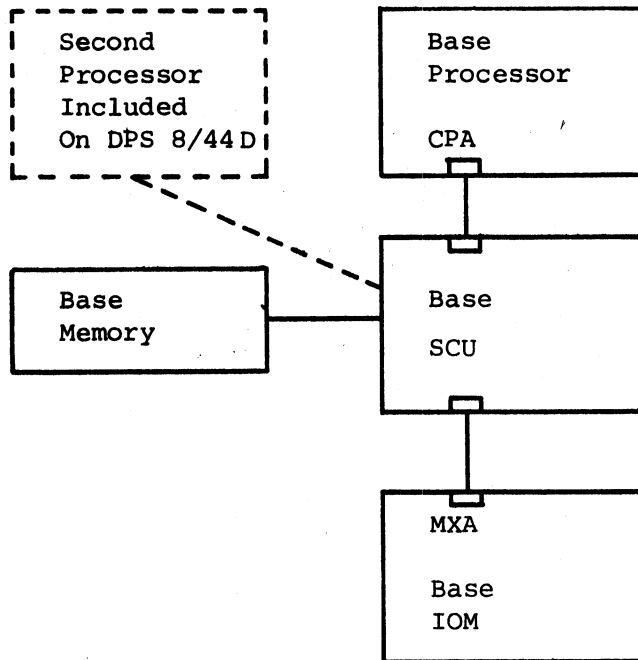 Second
Processor
Included
On DPS 8/44D
Base
Processor
CPA
Base
Memory
Base
SCU
MXA
Base
IOM